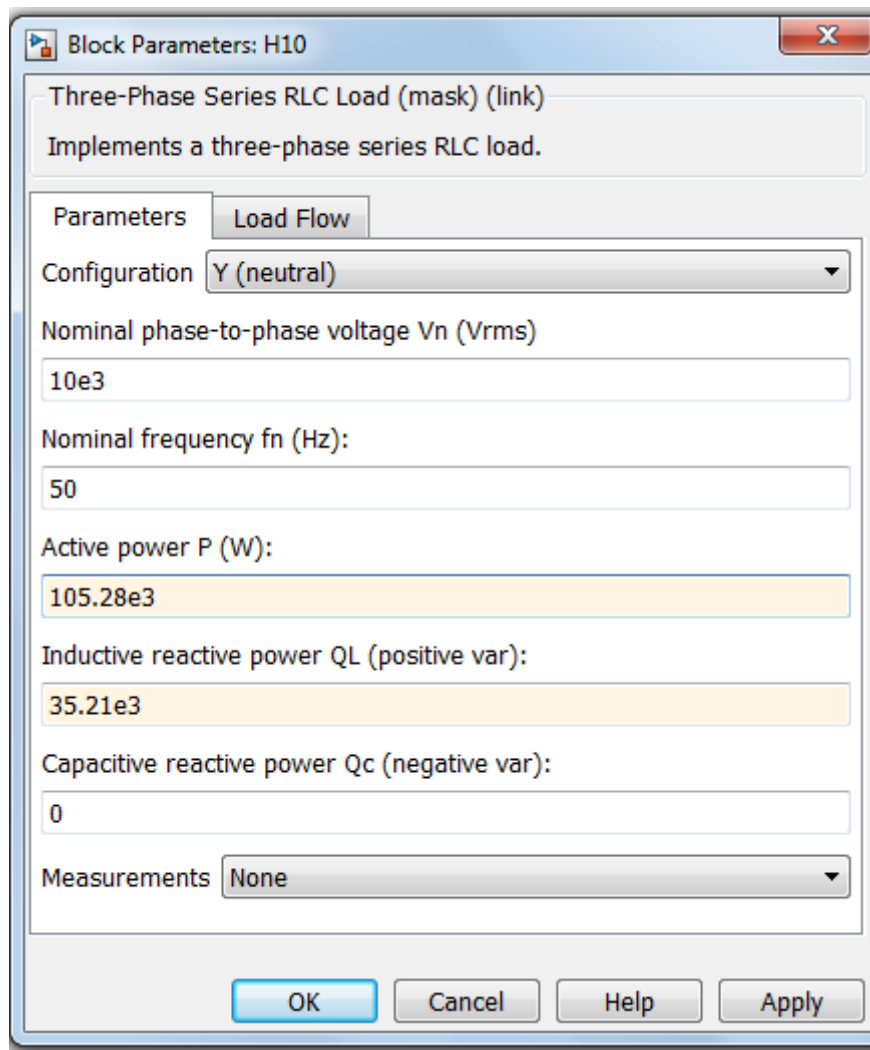 Block Parameters: H10
Three-Phase Series RLC Load (mask) (link)
Implements a three-phase series RLC load.
Parameters Load Flow
Configuration Y (neutral)
Nominal phase-to-phase voltage Vn (Vrms)
10e3
Nominal frequency fn (Hz):
50
Active power P (W):
105.28e3
Inductive reactive power QL (positive var):
35.21e3
Capacitive reactive power Qc (negative var):
0
Measurements None
OK Cancel Help Apply